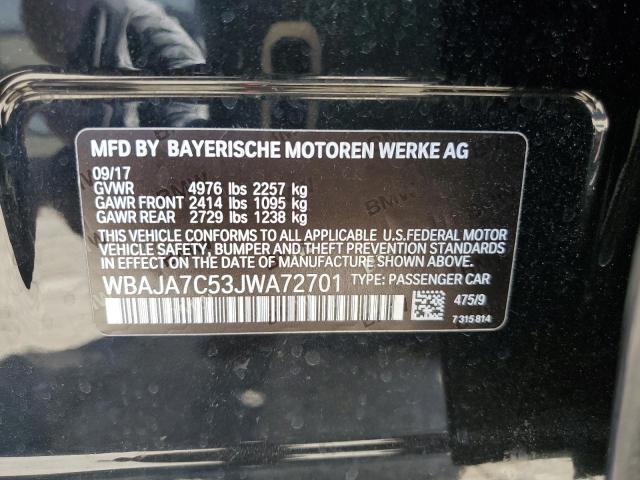 MFD BY BAYERISCHE MOTOREN WERKE AG
09/17
GVWR 4976 lbs 2257 kg
GAWR FRONT 2414 lbs 1095 kg
GAWR REAR 2729 lbs 1238 kg
THIS VEHICLE CONFORMS TO ALL APPLICABLE U.S.FEDERAL MOTOR
VEHICLE SAFETY, BUMPER AND THEFT PREVENTION STANDARDS
IN EFFECT ON THE DATE OF MANUFACTURE SHOWN ABOVE.
WBAJA7C53JWA72701 TYPE: PASSENGER CAR
475/9
7 315 814